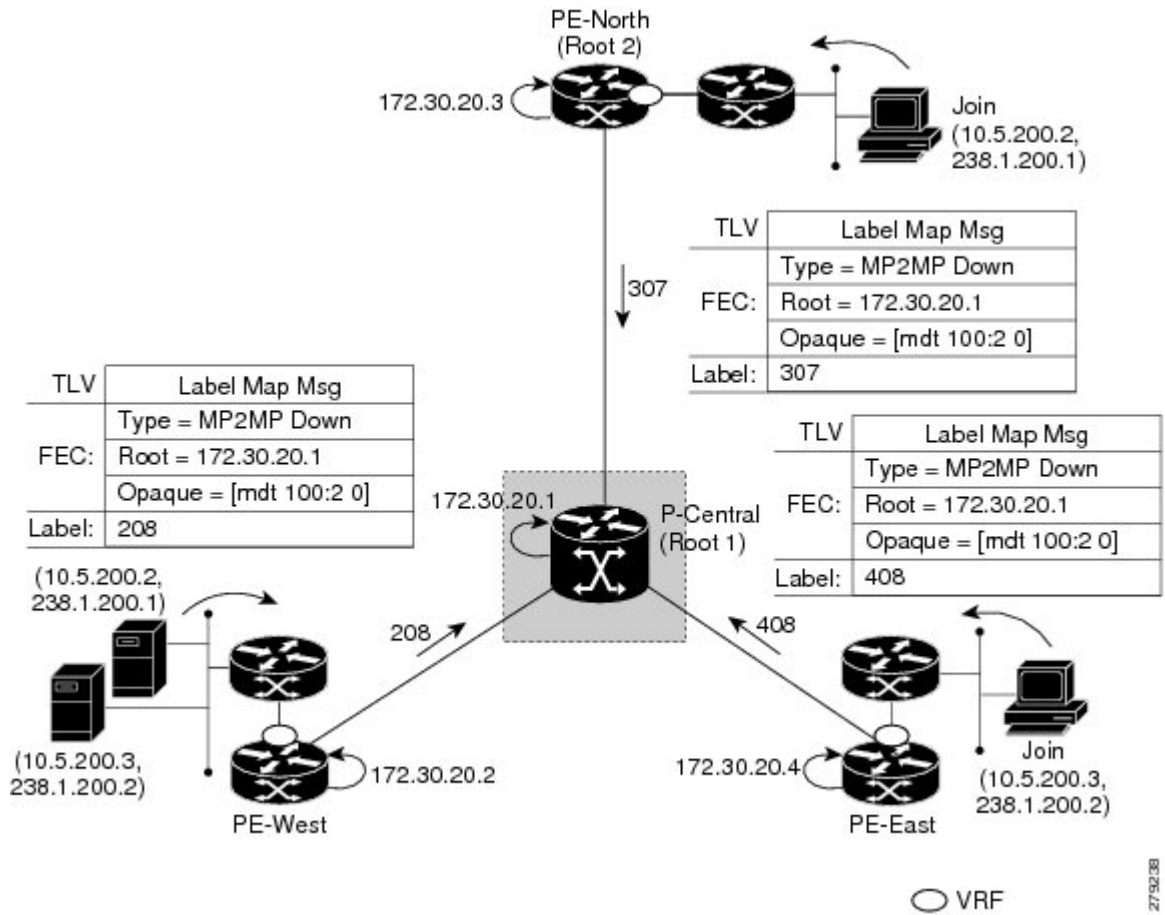 PE-North
(Root 2)
172.30.20.3
Join
(10.5.200.2,
238.1.200.1)
307
TLV Label Map Msg
Type = MP2MP Down
FEC: Root = 172.30.20.1
Opaque = [mdt 100:2 0]
Label: 307
TLV Label Map Msg
Type = MP2MP Down
FEC: Root = 172.30.20.1
Opaque = [mdt 100:2 0]
Label: 208
TLV Label Map Msg
Type = MP2MP Down
FEC: Root = 172.30.20.1
Opaque = [mdt 100:2 0]
Label: 408
172.30.20.1
P-Central
(Root 1)
(10.5.200.2,
238.1.200.1)
208
408
(10.5.200.3,
238.1.200.2)
172.30.20.2
PE-West
172.30.20.4
PE-East
Join
(10.5.200.3,
238.1.200.2)
VRF
279238